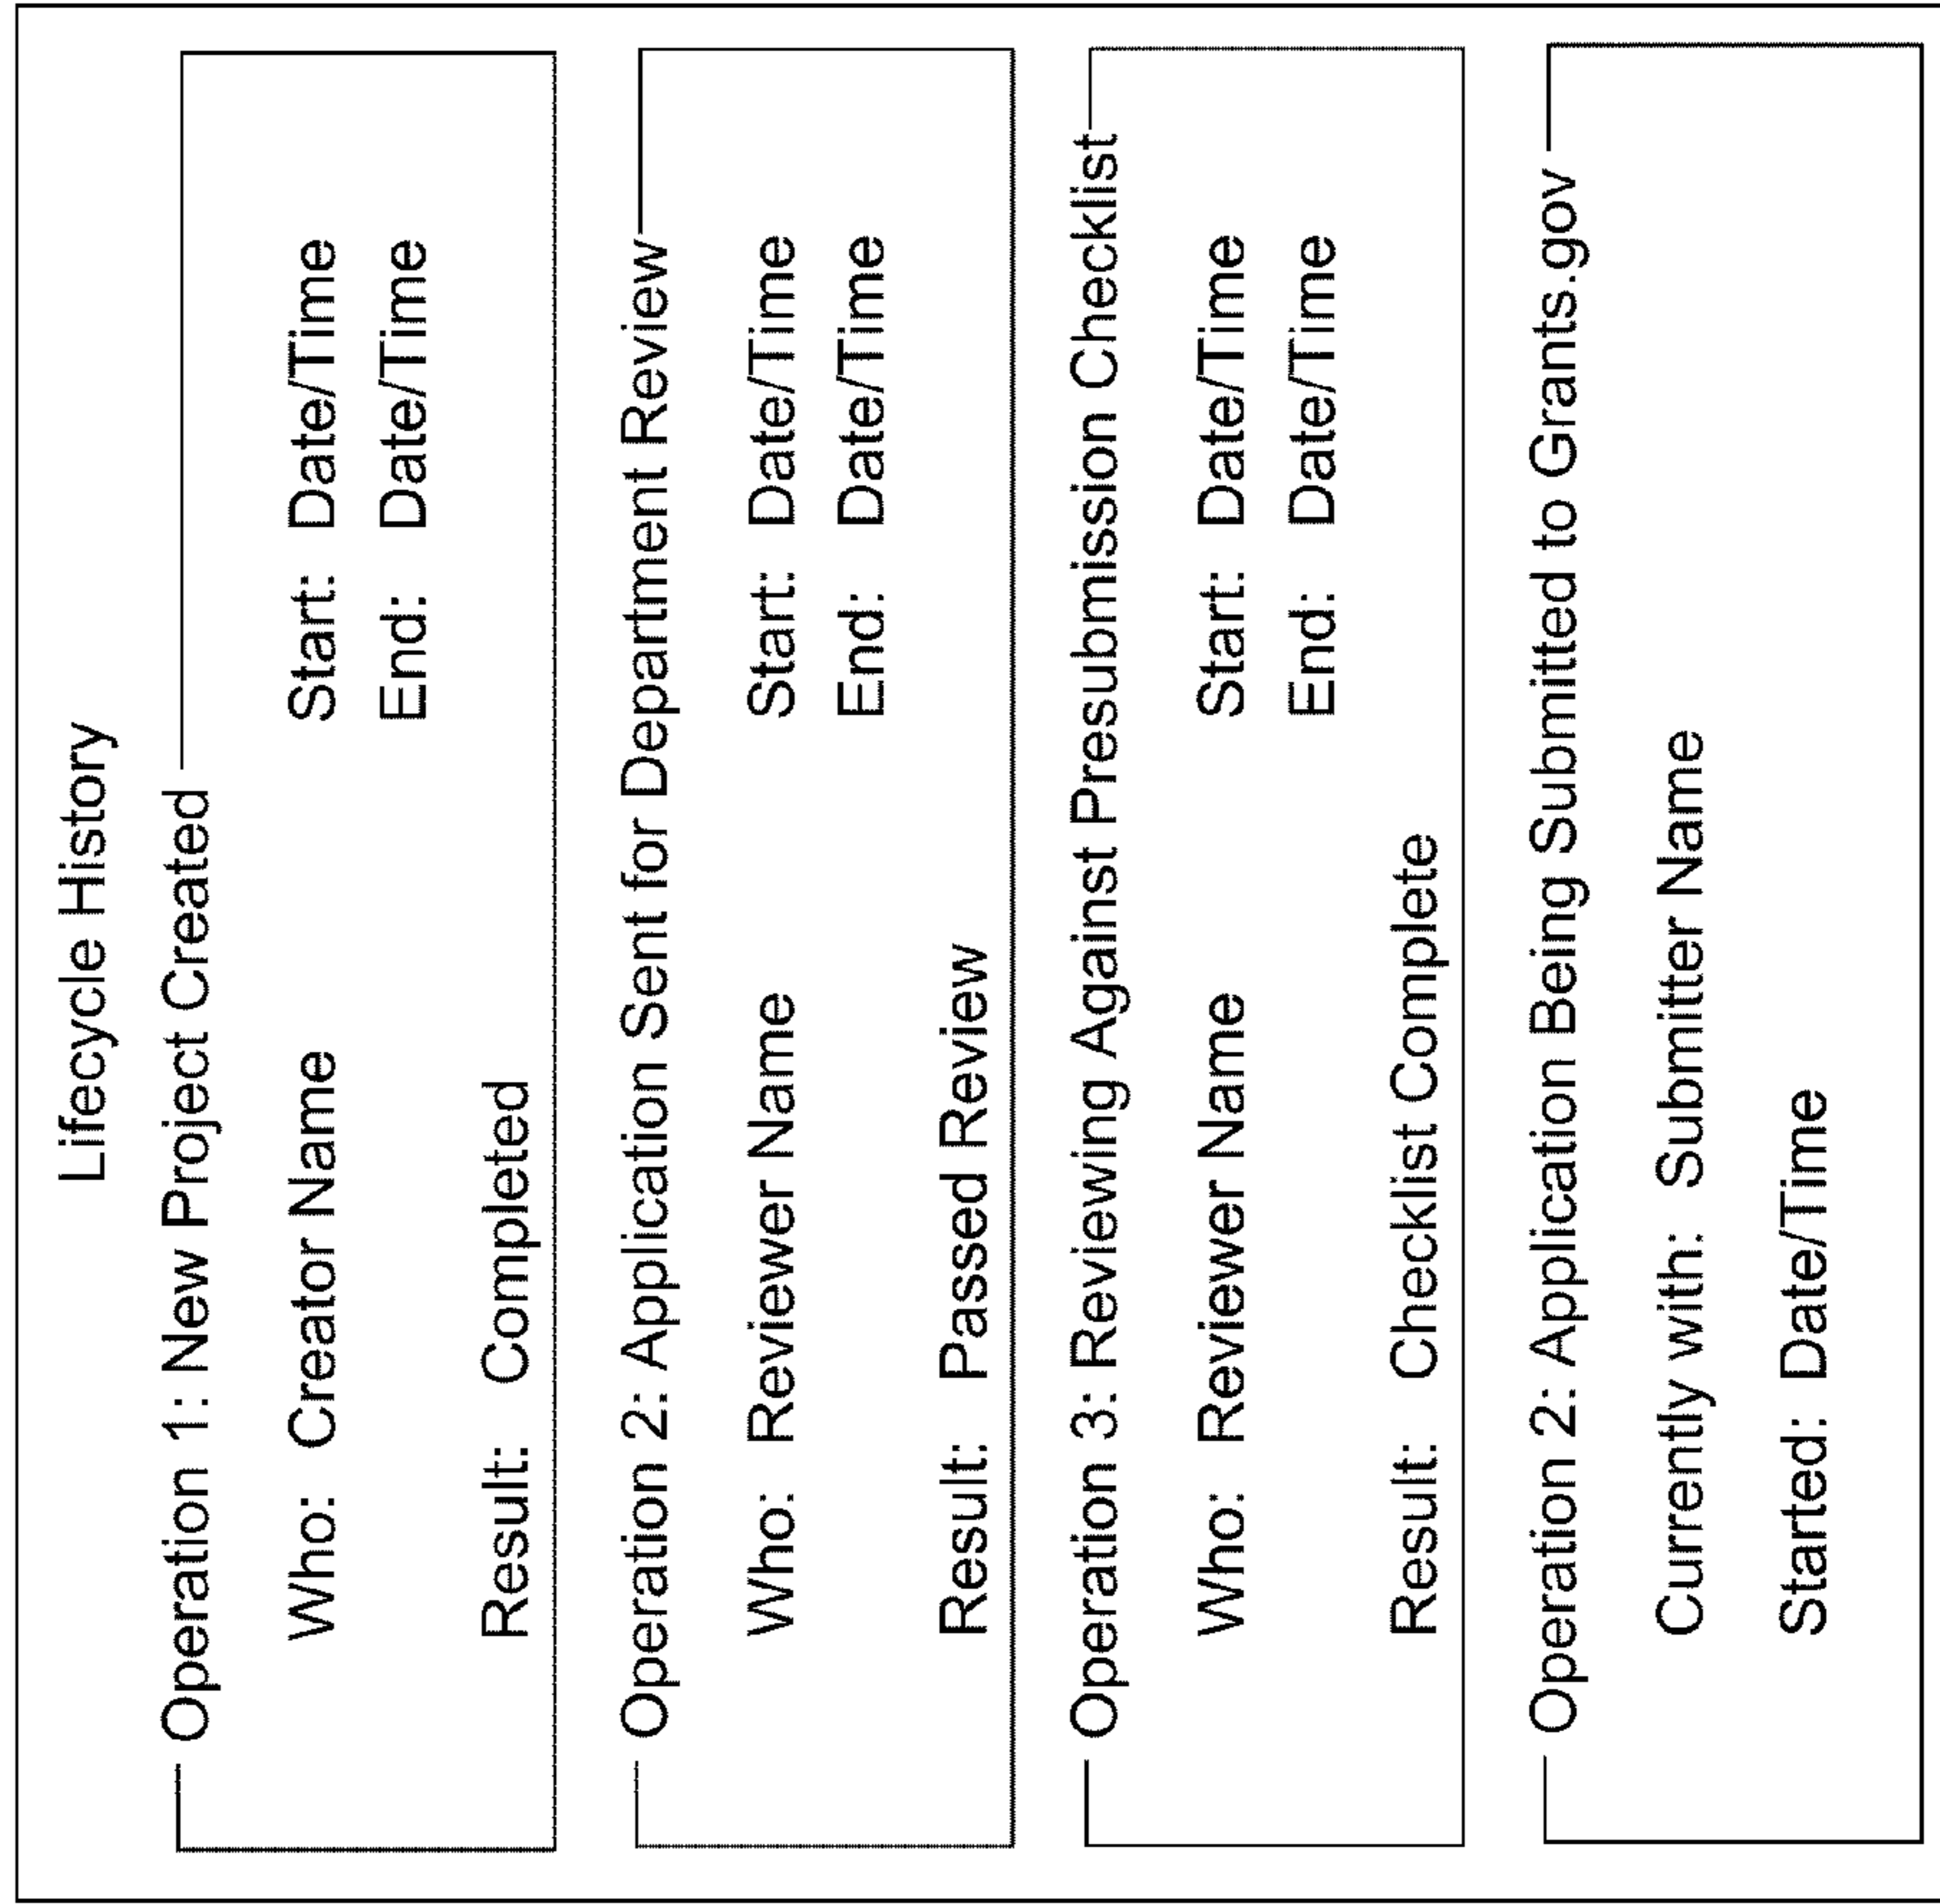 Lifecycle History
Operation 1: New Project Created
Who: Creator Name Start: Date/Time
End: Date/Time
Result: Completed
Operation 2: Application Sent for Department Review
Who: Reviewer Name Start: Date/Time
End: Date/Time
Result: Passed Review
Operation 3: Reviewing Against Presubmission Checklist
Who: Reviewer Name Start: Date/Time
End: Date/Time
Result: Checklist Complete
Operation 2: Application Being Submitted to Grants.gov
Currently with: Submitter Name
Started: Date/Time